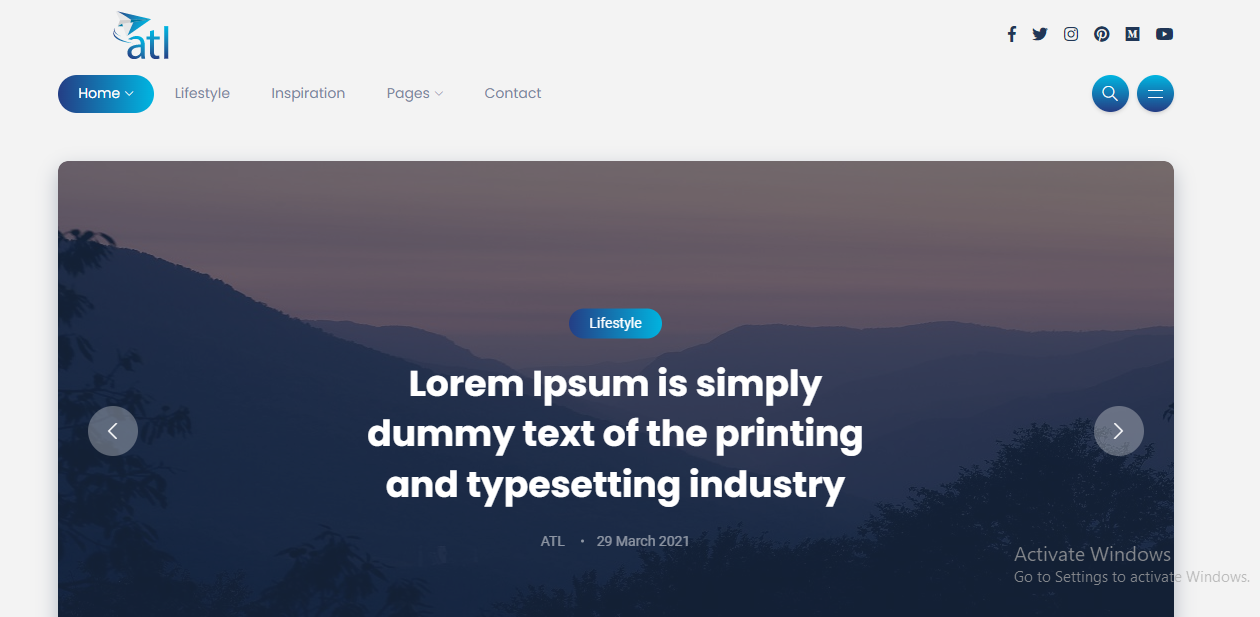 atl
Home
Lifestyle
Inspiration
Pages
Contact
Lifestyle
Lorem Ipsum is simply
dummy text of the printing
and typesetting industry
ATL • 29 March 2021
Activate Windows
Go to Settings to activate Windows.